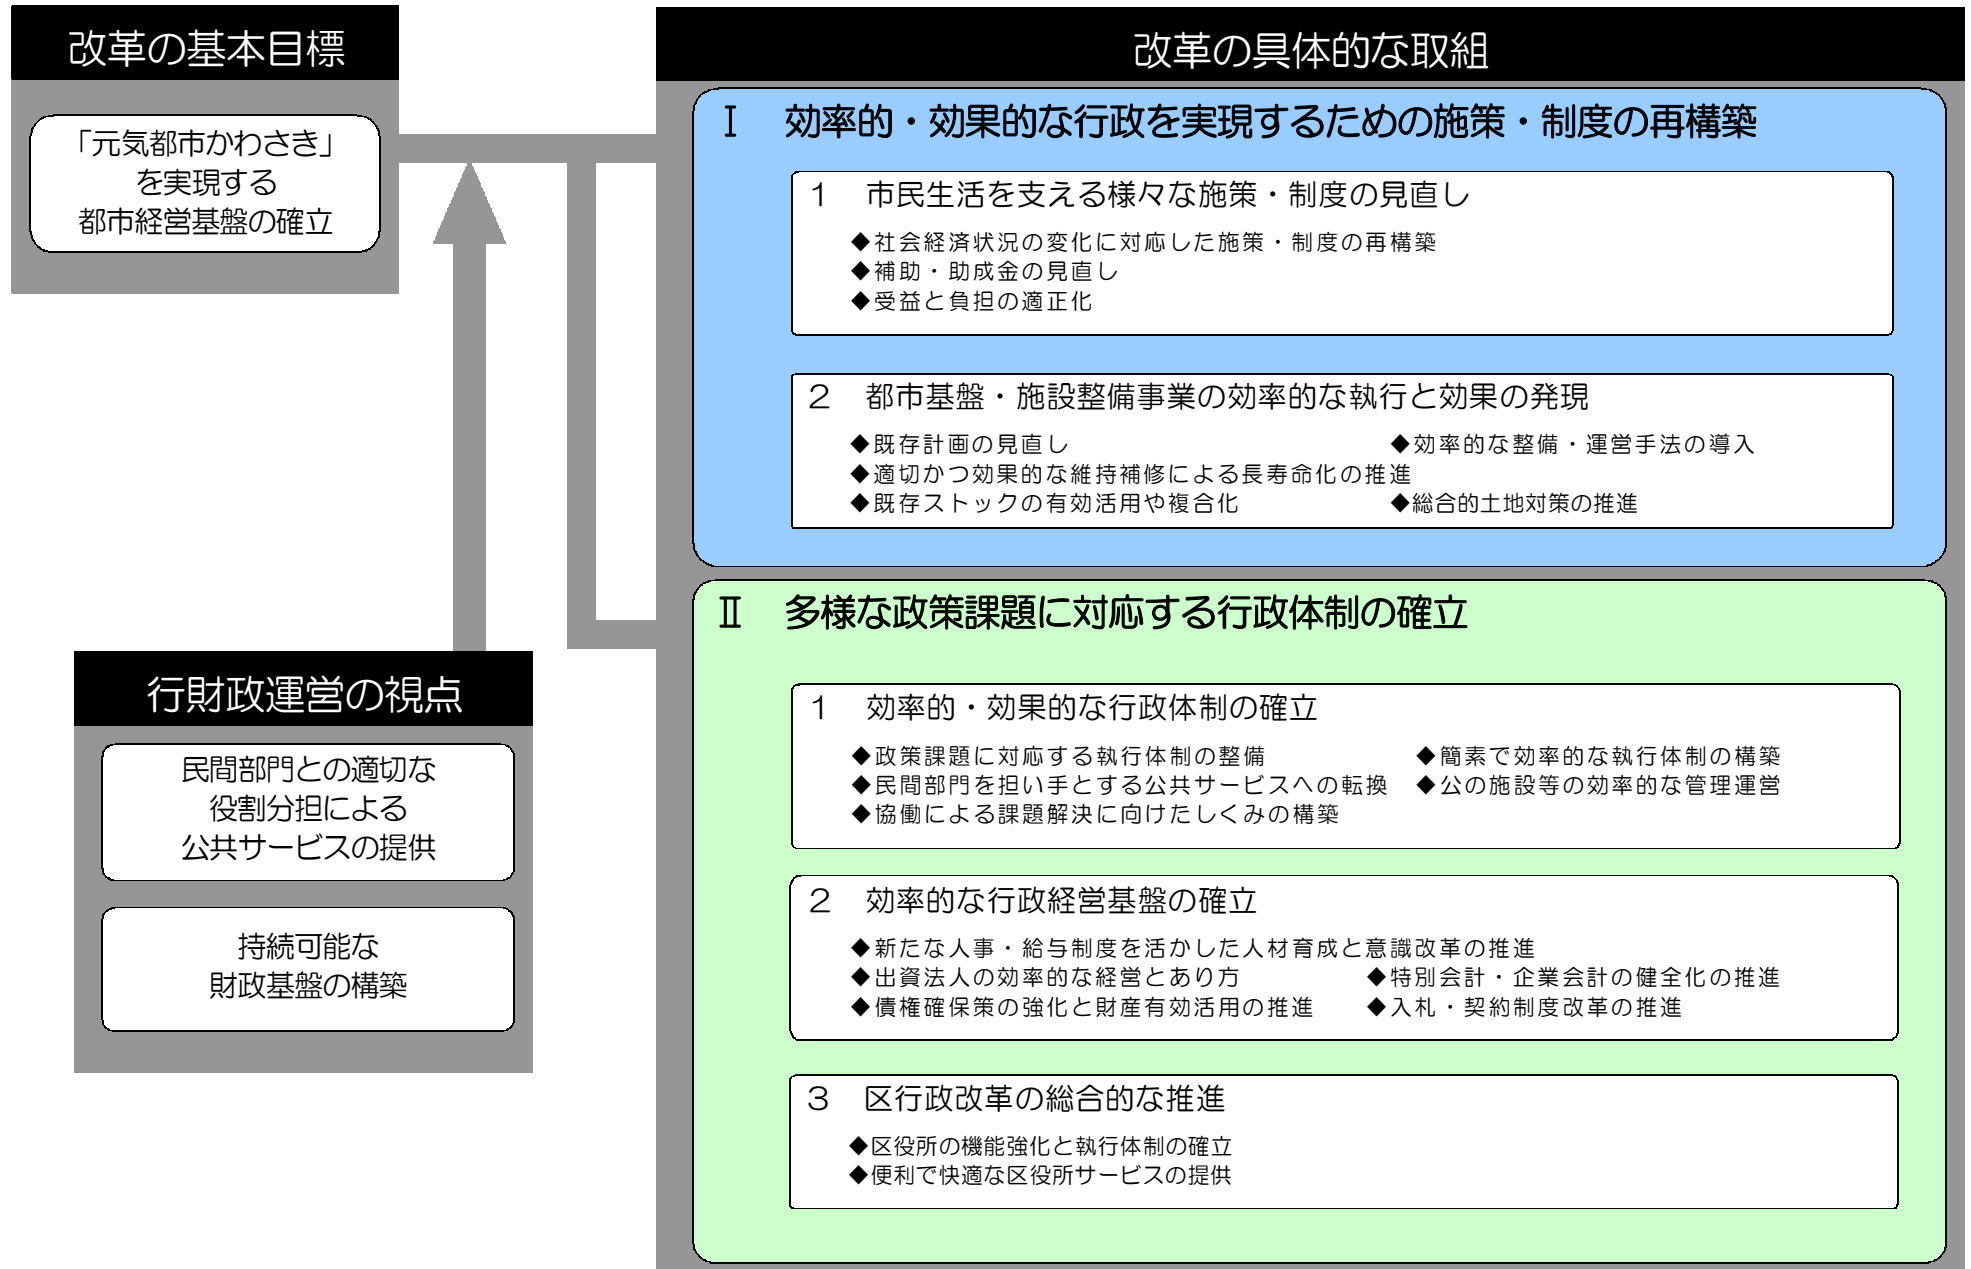 改革の基本目標
「元気都市かわさき」
を実現する
都市経営基盤の確立
行財政運営の視点
民間部門との適切な
役割分担による
公共サービスの提供
持続可能な
財政基盤の構築
改革の具体的な取組
Ⅰ　効率的・効果的な行政を実現するための施策・制度の再構築
１　市民生活を支える様々な施策・制度の見直し
◆社会経済状況の変化に対応した施策・制度の再構築
◆補助・助成金の見直し
◆受益と負担の適正化
２　都市基盤・施設整備事業の効率的な執行と効果の発現
◆既存計画の見直し　◆効率的な整備・運営手法の導入
◆適切かつ効果的な維持補修による長寿命化の推進
◆既存ストックの有効活用や複合化　◆総合的土地対策の推進
Ⅱ　多様な政策課題に対応する行政体制の確立
１　効率的・効果的な行政体制の確立
◆政策課題に対応する執行体制の整備　◆簡素で効率的な執行体制の構築
◆民間部門を担い手とする公共サービスへの転換　◆公の施設等の効率的な管理運営
◆協働による課題解決に向けたしくみの構築
２　効率的な行政経営基盤の確立
◆新たな人事・給与制度を活かした人材育成と意識改革の推進
◆出資法人の効率的な経営とあり方　◆特別会計・企業会計の健全化の推進
◆債権確保策の強化と財産有効活用の推進　◆入札・契約制度改革の推進
３　区行政改革の総合的な推進
◆区役所の機能強化と執行体制の確立
◆便利で快適な区役所サービスの提供